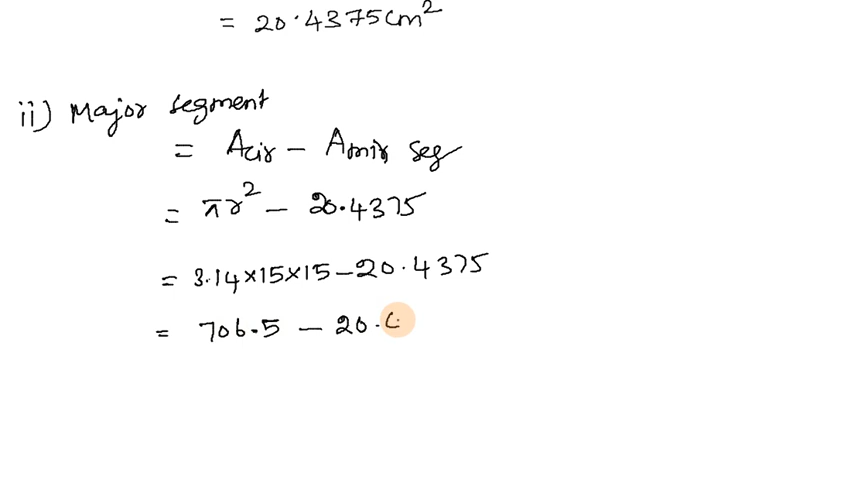 = 20.4375cm²
ii) Major segment
= Acir - Amin seg
= πr² - 20.4375
= 3.14×15×15-20.4375
= 706.5 - 20.